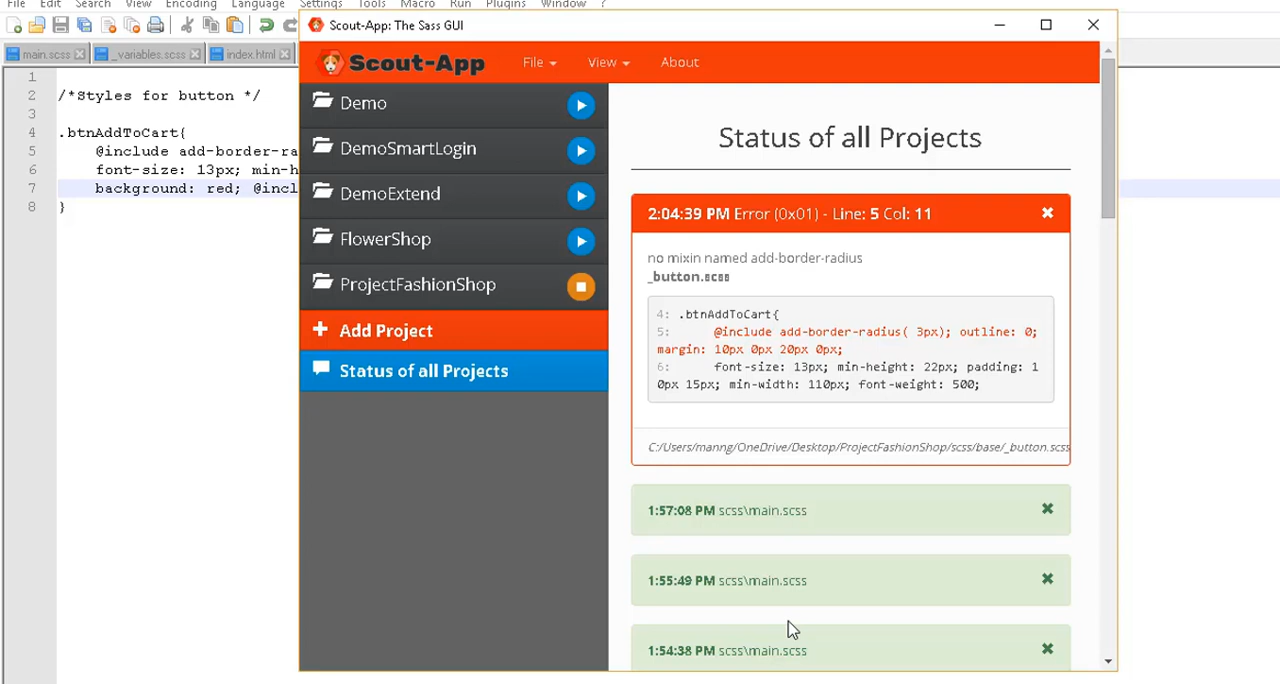 File Edit Search View Encoding Language Settings Tools Macro Run Plugins Window ?
Scout-App: The Sass GUI
main.scss _variables.scss index.html
Scout-App File View About
1
2 /*Styles for button */
3
4 .btnAddToCart{
5 @include add-border-ra
6 font-size: 13px; min-h
7 background: red; @incl
8 }
Demo
DemoSmartLogin
DemoExtend
FlowerShop
ProjectFashionShop
Add Project
Status of all Projects
Status of all Projects
2:04:39 PM Error (0x01) - Line: 5 Col: 11
no mixin named add-border-radius
_button.scss
4: .btnAddToCart{
5: @include add-border-radius( 3px); outline: 0;
margin: 10px 0px 20px 0px;
6: font-size: 13px; min-height: 22px; padding: 1
0px 15px; min-width: 110px; font-weight: 500;
C:/Users/manng/OneDrive/Desktop/ProjectFashionShop/scss/base/_button.scss
1:57:08 PM scss\main.scss
1:55:49 PM scss\main.scss
1:54:38 PM scss\main.scss